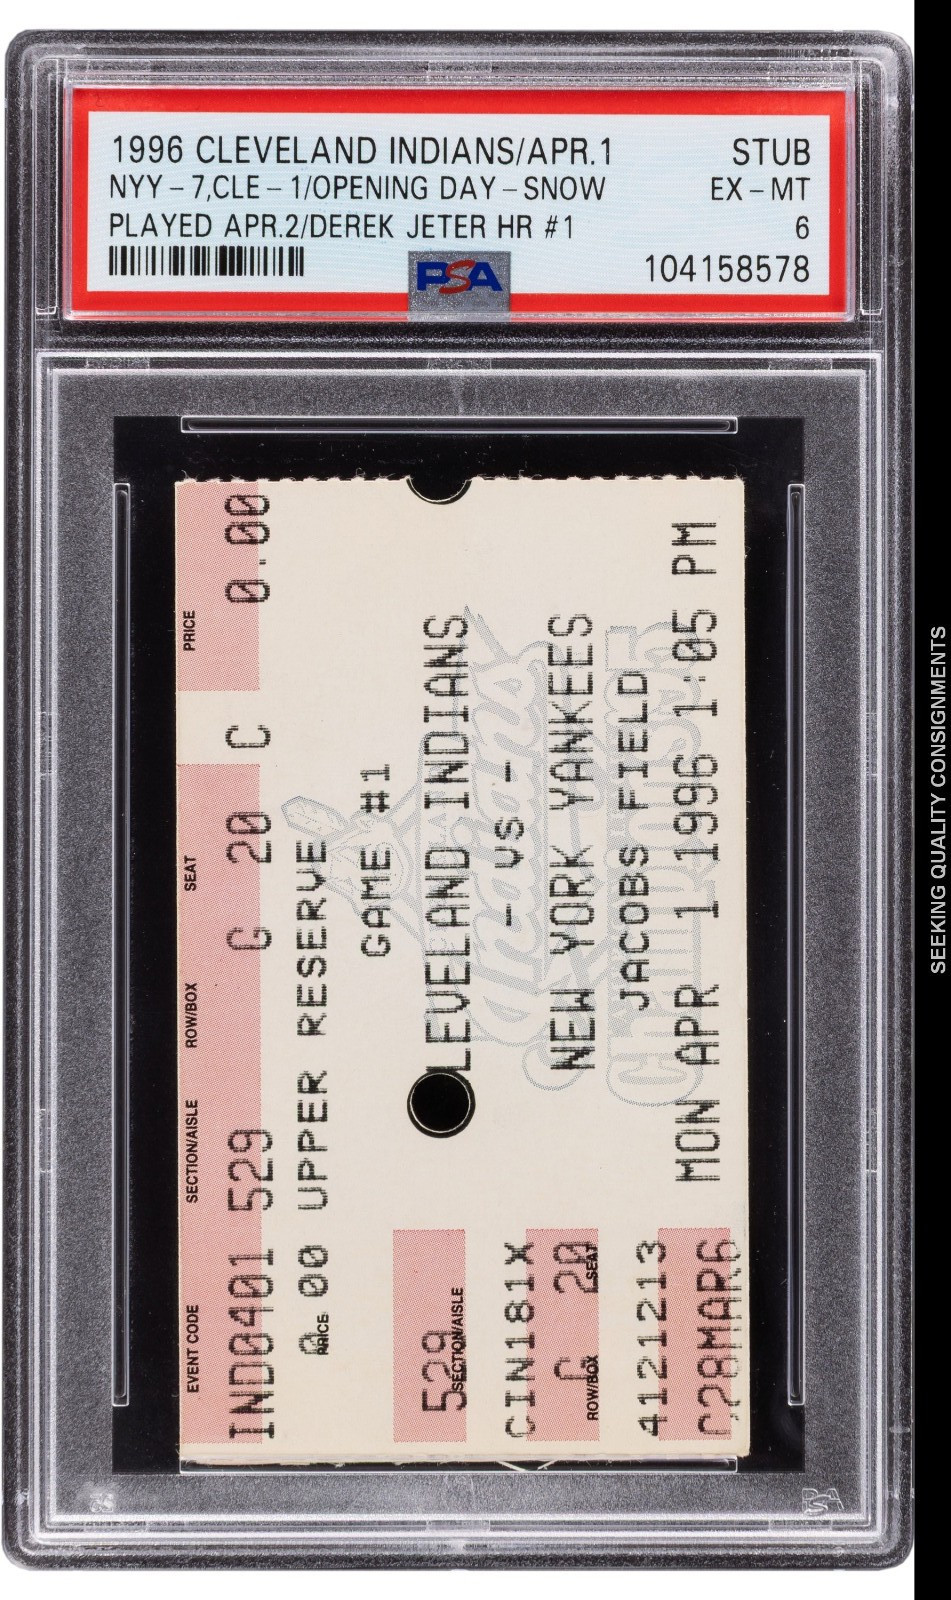 1996 CLEVELAND INDIANS/APR.1 STUB
NYY-7,CLE-1/OPENING DAY-SNOW EX-MT
PLAYED APR.2/DEREK JETER HR #1 6
PSA 104158578
EVENT CODE SECTION/AISLE ROW/BOX SEAT PRICE
IND0401 529 G 20 C 0.00
0.00 UPPER RESERVE
PRICE
GAME #1
CLEVELAND INDIANS
- VS -
NEW YORK YANKEES
JACOBS FIELD
MON APR 1 1996 1:05 PM
Indians
Champions
529
SECTION/AISLE
CIN181X
G 20
ROW/BOX SEAT
4121213
C28MAR6
PSA
SEEKING QUALITY CONSIGNMENTS